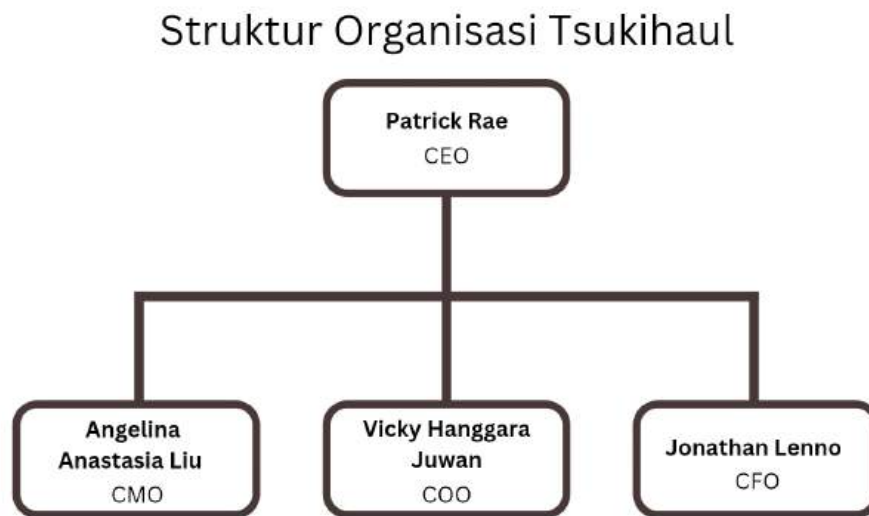 Struktur Organisasi Tsukihaul
Patrick Rae
CEO
Angelina
Anastasia Liu
CMO
Vicky Hanggara
Juwan
COO
Jonathan Lenno
CFO